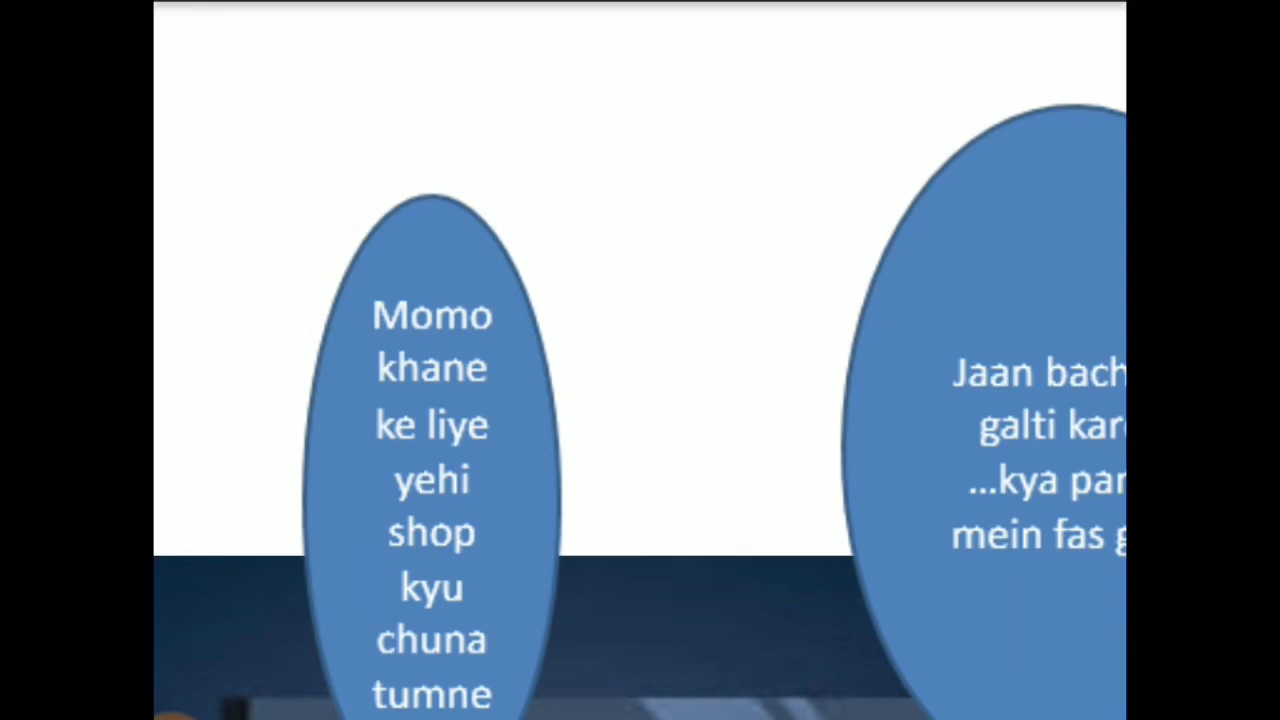 Momo
khane
ke liye
yehi
shop
kyu
chuna
tumne
Jaan bach
galti kar
...kya par
mein fas